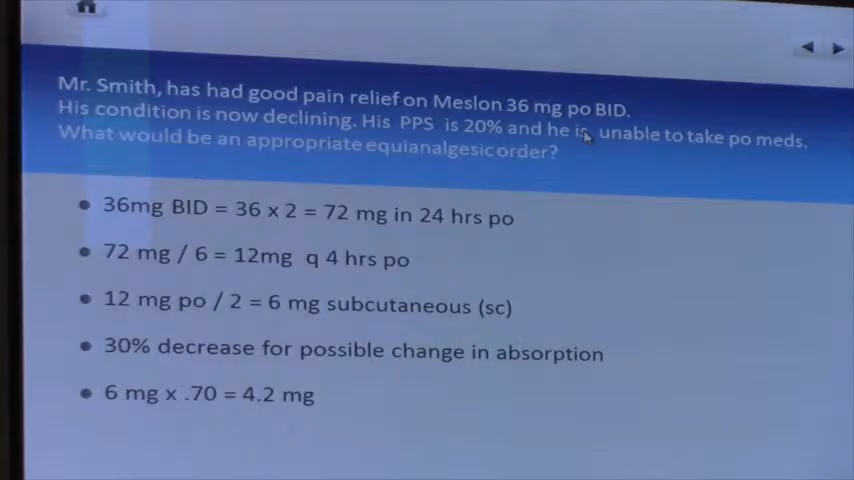 Mr. Smith, has had good pain relief on Meslon 36 mg po BID.
His condition is now declining. His PPS is 20% and he is unable to take po meds.
What would be an appropriate equianalgesic order?
36mg BID = 36 x 2 = 72 mg in 24 hrs po
72 mg / 6 = 12mg q 4 hrs po
12 mg po / 2 = 6 mg subcutaneous (sc)
30% decrease for possible change in absorption
6 mg x .70 = 4.2 mg